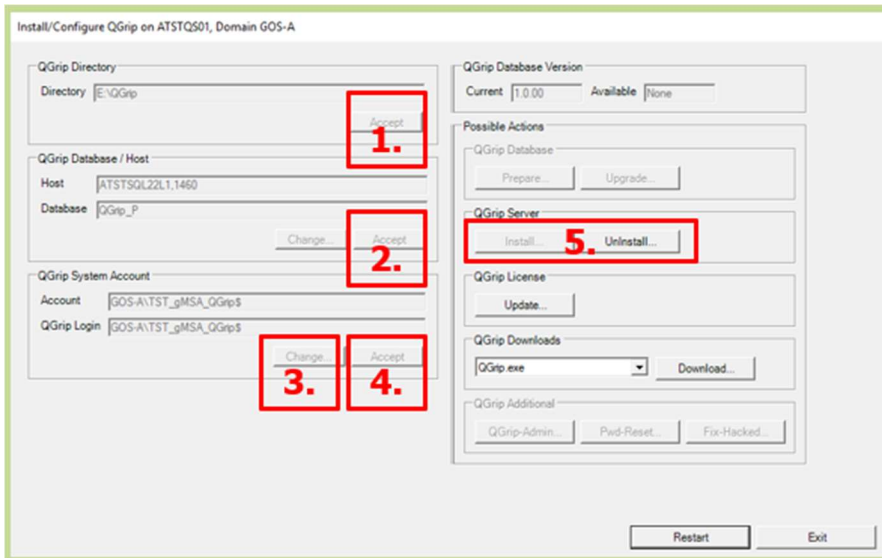 Install/Configure QGrip on ATSTQS01, Domain GOS-A
QGrip Directory
Directory E:\QGrip
Accept
1.
QGrip Database / Host
Host ATSTSQL22L1,1460
Database QGrip_P
Change... Accept
2.
QGrip System Account
Account GOS-A\TST_gMSA_QGrip$
QGrip Login GOS-A\TST_gMSA_QGrip$
Change... Accept
3. 4.
QGrip Database Version
Current 1.0.00 Available None
Possible Actions
QGrip Database
Prepare... Upgrade...
QGrip Server
Install... 5. UnInstall...
QGrip License
Update...
QGrip Downloads
QGrip.exe Download...
QGrip Additional
QGrip-Admin... Pwd-Reset... Fix-Hacked...
Restart Exit